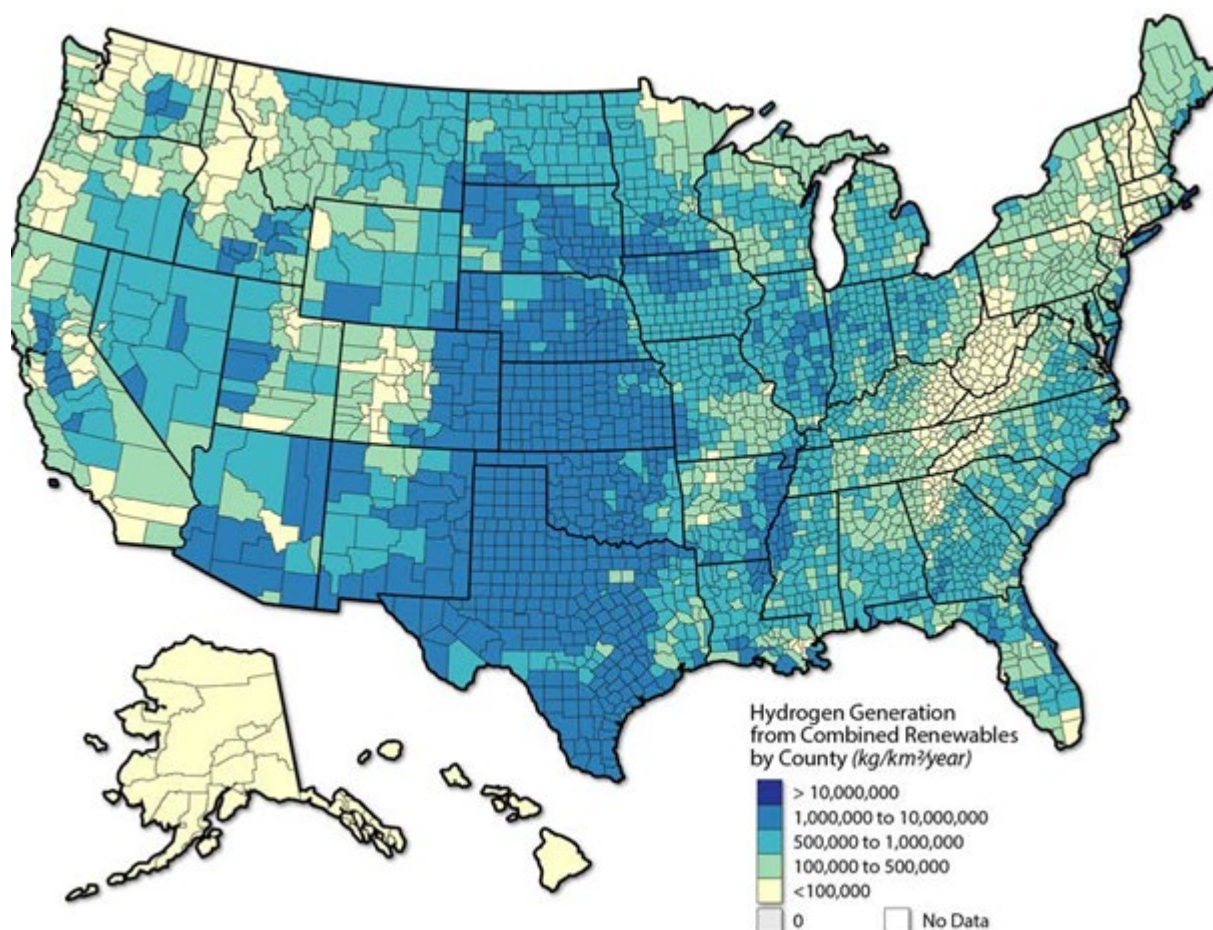 Hydrogen Generation
from Combined Renewables
by County (kg/km²/year)
> 10,000,000
1,000,000 to 10,000,000
500,000 to 1,000,000
100,000 to 500,000
<100,000
0
No Data